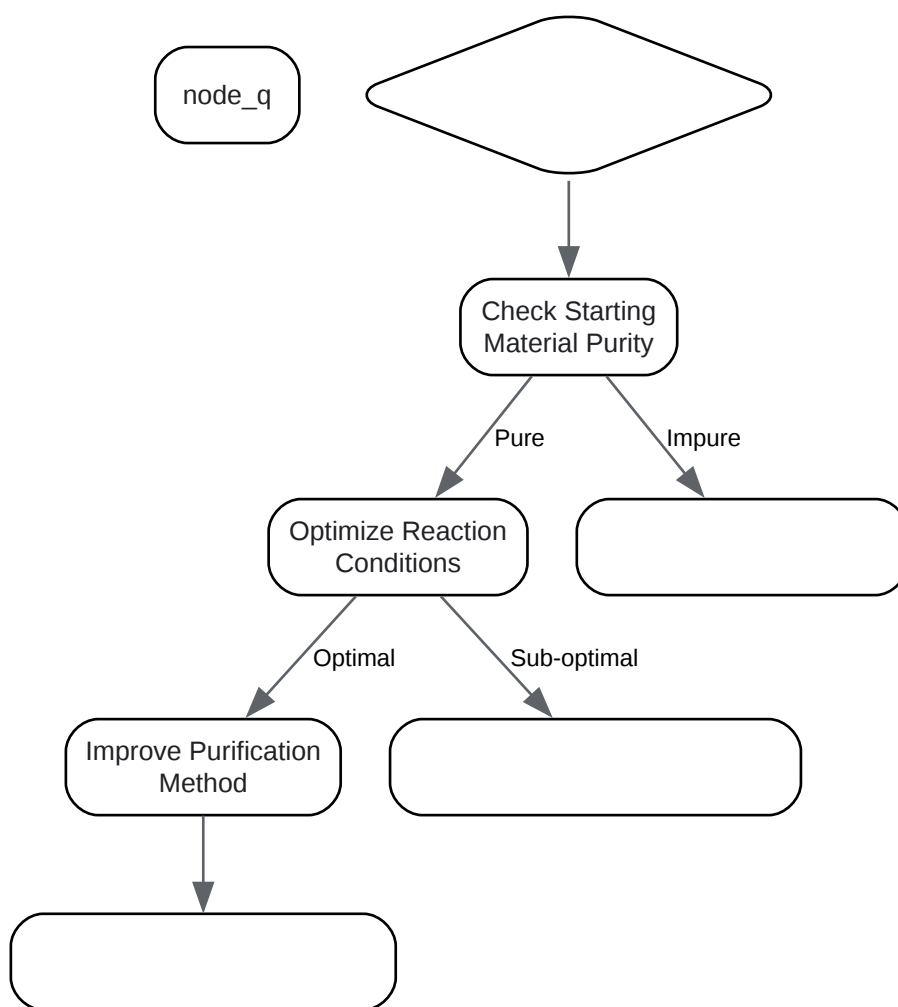 node_q
Check Starting
Material Purity
Pure
Impure
Optimize Reaction
Conditions
Optimal
Sub-optimal
Improve Purification
Method